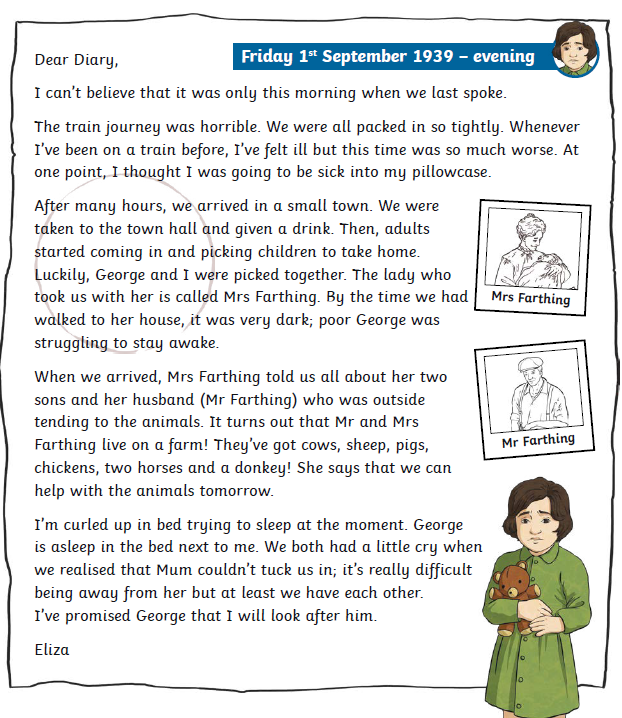 Dear Diary,
Friday 1st September 1939 – evening
I can't believe that it was only this morning when we last spoke.
The train journey was horrible. We were all packed in so tightly. Whenever
I've been on a train before, I've felt ill but this time was so much worse. At
one point, I thought I was going to be sick into my pillowcase.
After many hours, we arrived in a small town. We were
taken to the town hall and given a drink. Then, adults
started coming in and picking children to take home.
Luckily, George and I were picked together. The lady who
took us with her is called Mrs Farthing. By the time we had
walked to her house, it was very dark; poor George was
struggling to stay awake.
Mrs Farthing
When we arrived, Mrs Farthing told us all about her two
sons and her husband (Mr Farthing) who was outside
tending to the animals. It turns out that Mr and Mrs
Farthing live on a farm! They've got cows, sheep, pigs,
chickens, two horses and a donkey! She says that we can
help with the animals tomorrow.
Mr Farthing
I'm curled up in bed trying to sleep at the moment. George
is asleep in the bed next to me. We both had a little cry when
we realised that Mum couldn't tuck us in; it's really difficult
being away from her but at least we have each other.
I've promised George that I will look after him.
Eliza